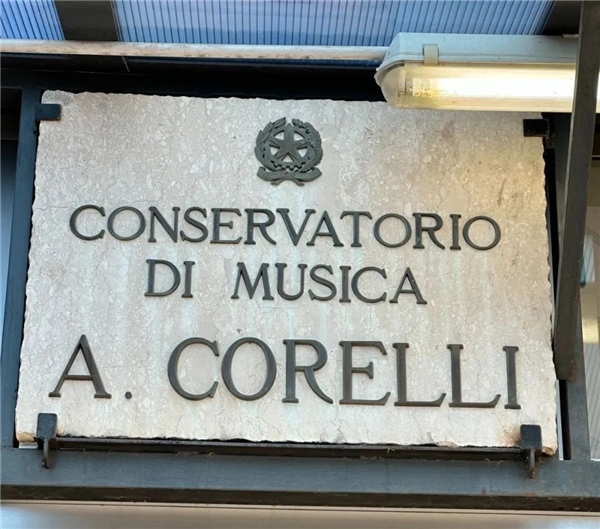 CONSERVATORIO
DI MUSICA
A. CORELLI